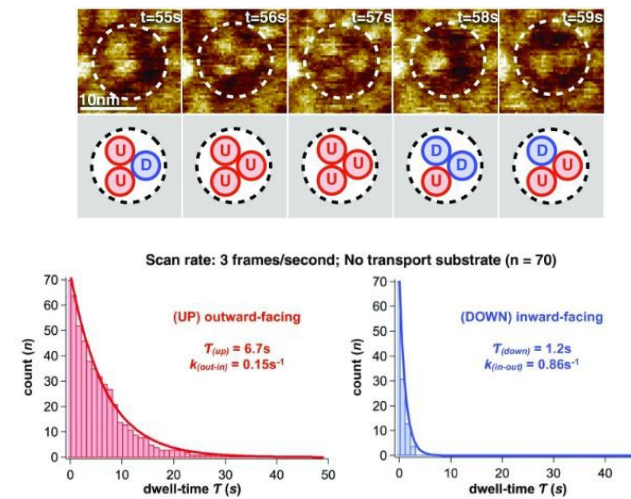 t=55s t=56s t=57s t=58s t=59s
10nm
U D U
U U U
U U U
D D U
D U U
Scan rate: 3 frames/second; No transport substrate (n = 70)
(UP) outward-facing
T(up) = 6.7s
k(out-in) = 0.15s⁻¹
count (n)
70
60
50
40
30
20
10
0
0 10 20 30 40 50
dwell-time T (s)
(DOWN) inward-facing
T(down) = 1.2s
k(in-out) = 0.86s⁻¹
count (n)
70
60
50
40
30
20
10
0
0 10 20 30 40
dwell-time T (s)